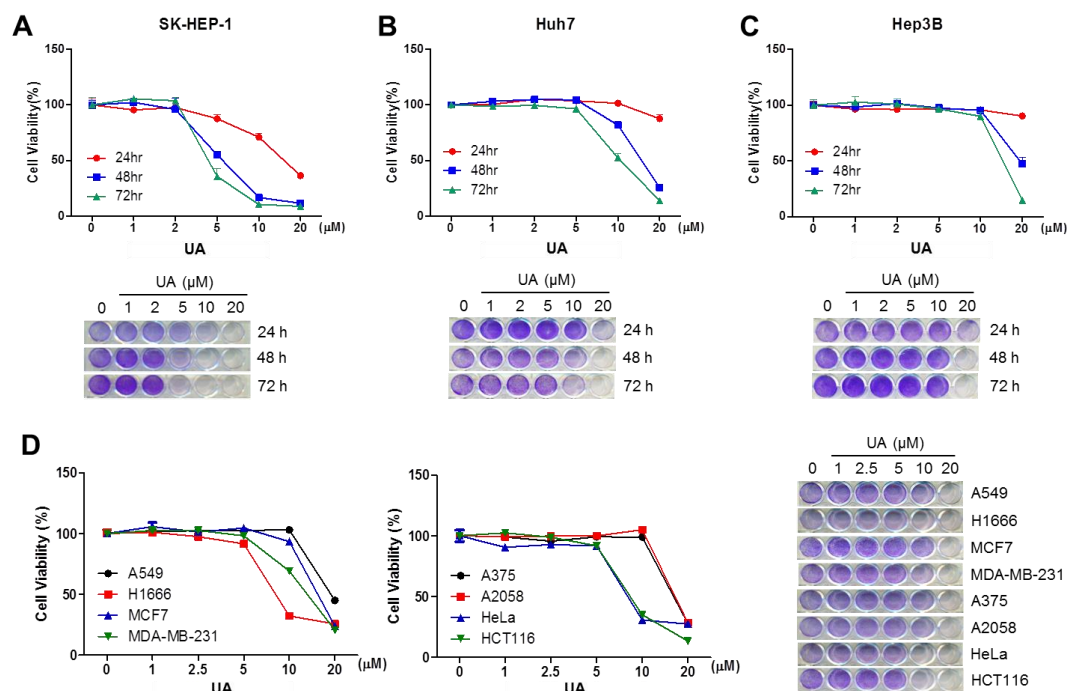 A
SK-HEP-1
150
100
50
0
Cell Viability(%)
24hr
48hr
72hr
0 1 2 5 10 20 (μM)
UA
UA (μM)
0 1 2 5 10 20
24 h
48 h
72 h
B
Huh7
150
100
50
0
Cell Viability(%)
24hr
48hr
72hr
0 1 2 5 10 20 (μM)
UA
UA (μM)
0 1 2 5 10 20
24 h
48 h
72 h
C
Hep3B
150
100
50
0
Cell Viability(%)
24hr
48hr
72hr
0 1 2 5 10 20 (μM)
UA
UA (μM)
0 1 2 5 10 20
24 h
48 h
72 h
D
150
100
50
0
Cell Viability (%)
A549
H1666
MCF7
MDA-MB-231
0 1 2.5 5 10 20 (μM)
UA
150
100
50
0
Cell Viability (%)
A375
A2058
HeLa
HCT116
0 1 2.5 5 10 20 (μM)
UA
UA (μM)
0 1 2.5 5 10 20
A549
H1666
MCF7
MDA-MB-231
A375
A2058
HeLa
HCT116